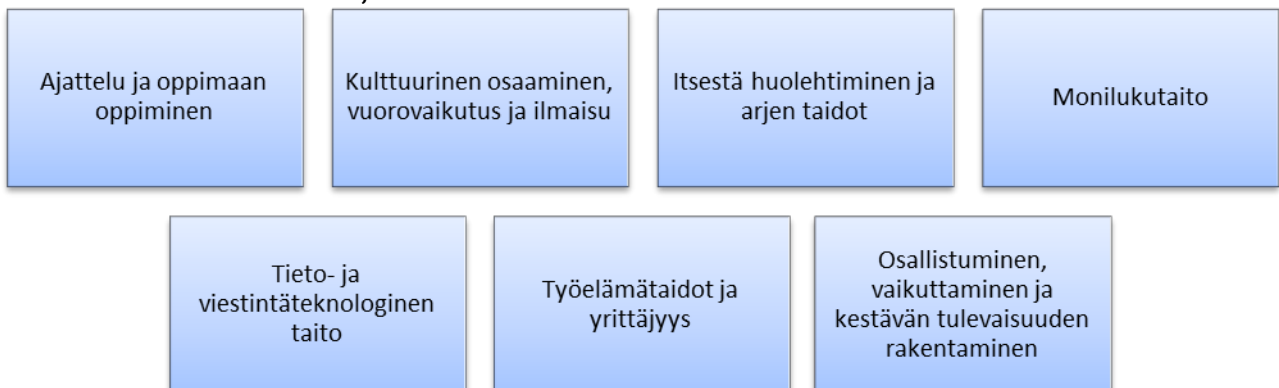 Ajattelu ja oppimaan
oppiminen
Kulttuurinen osaaminen,
vuorovaikutus ja ilmaisu
Itsestä huolehtiminen ja
arjen taidot
Monilukutaito
Tieto- ja
viestintäteknologinen
taito
Työelämätaidot ja
yrittäjyys
Osallistuminen,
vaikuttaminen ja
kestävän tulevaisuuden
rakentaminen